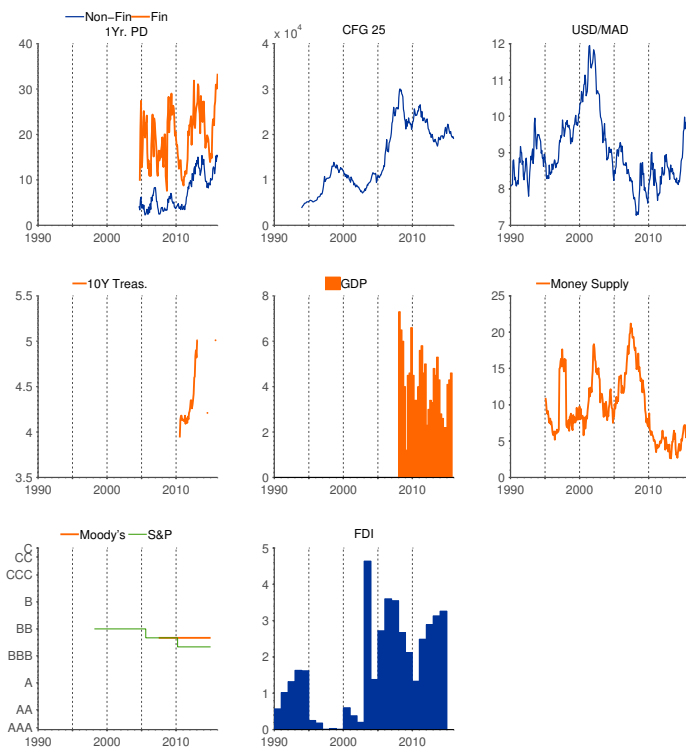 Non−Fin Fin
1Yr. PD
40
30
20
10
0
1990 2000 2010
x 10^4
CFG 25
4
3
2
1
0
1990 2000 2010
USD/MAD
12
11
10
9
8
7
1990 2000 2010
10Y Treas.
5.5
5
4.5
4
3.5
1990 2000 2010
GDP
8
6
4
2
0
1990 2000 2010
Money Supply
25
20
15
10
5
0
1990 2000 2010
Moody's S&P
C
CC
CCC
B
BB
BBB
A
AA
AAA
1990 2000 2010
FDI
5
4
3
2
1
0
1990 2000 2010